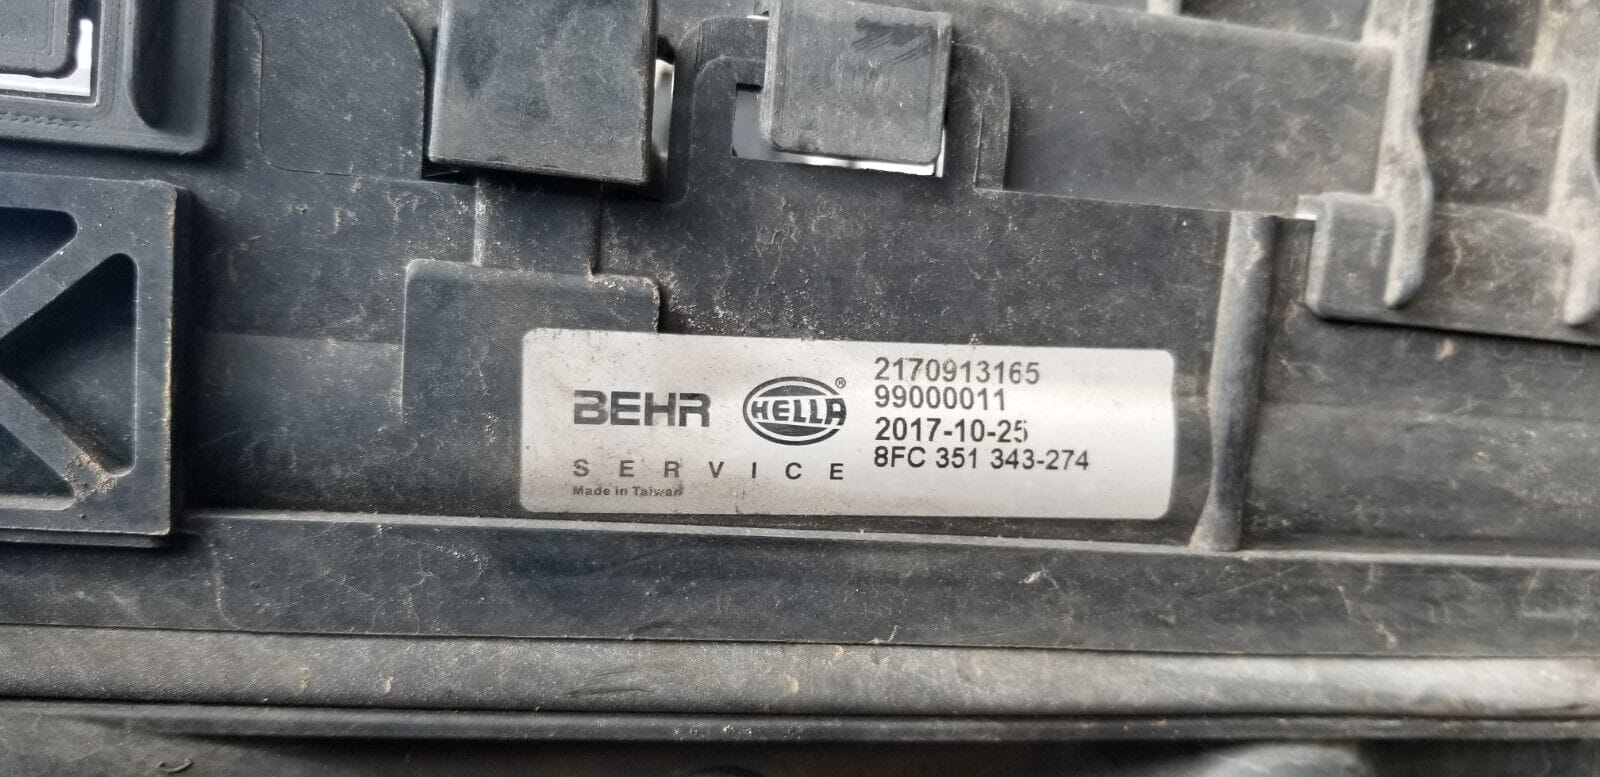 2170913165
99000011
BEHR HELLA®
2017-10-25
8FC 351 343-274
SERVICE
Made in Taiwan